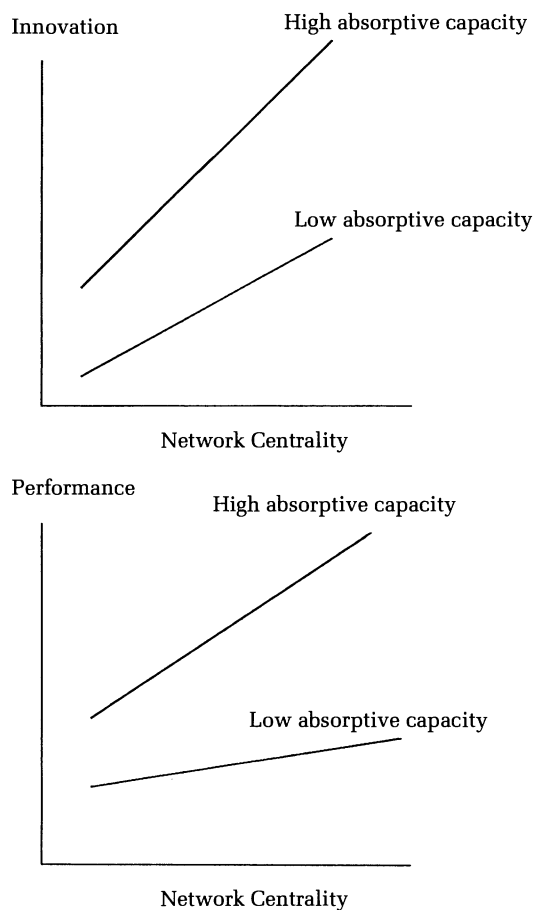 Innovation
High absorptive capacity
Low absorptive capacity
Network Centrality
Performance
High absorptive capacity
Low absorptive capacity
Network Centrality